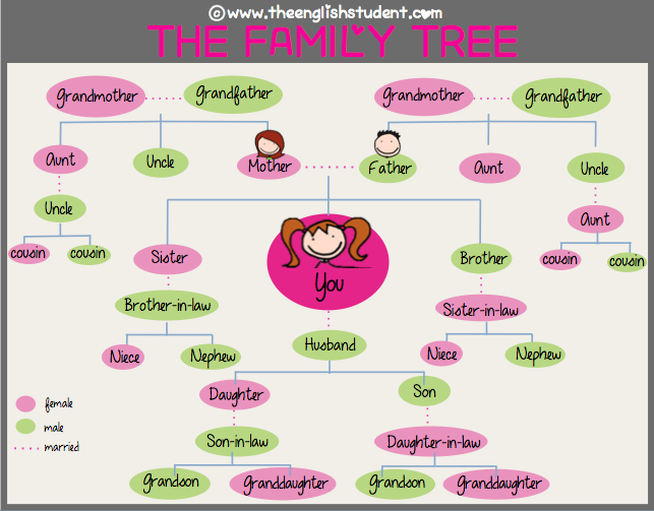 © www.theenglishstudent.com
THE FAMILY TREE
Grandmother Grandfather Grandmother Grandfather
Aunt Uncle Mother Father Aunt Uncle
Uncle Aunt
cousin cousin Sister You Brother cousin cousin
Brother-in-law Sister-in-law
Niece Nephew Husband Niece Nephew
Daughter Son
female
male
married
Son-in-law Daughter-in-law
Grandson Granddaughter Grandson Granddaughter